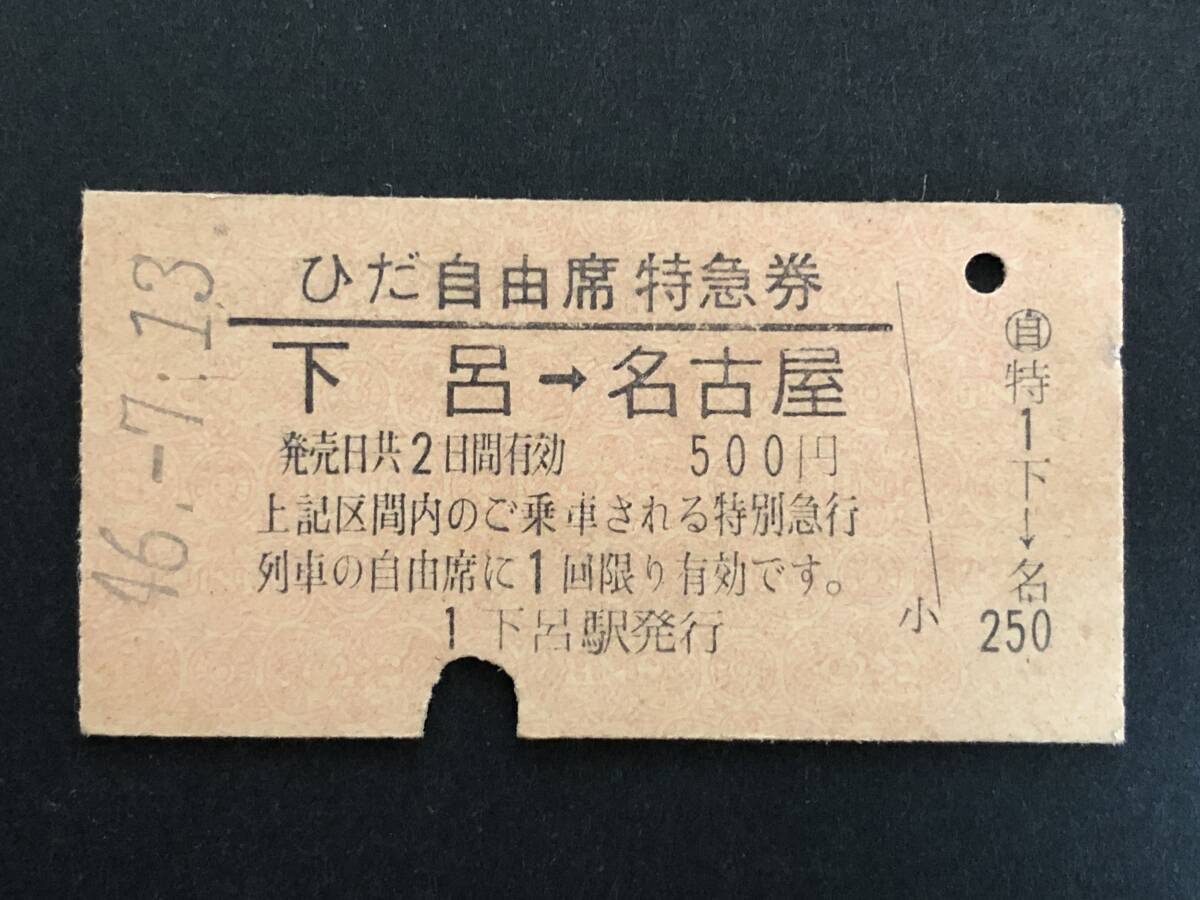 46.-7.13
ひだ自由席特急券
下呂→名古屋
発売日共2日間有効 500円
上記区間内のご乗車される特別急行
列車の自由席に1回限り有効です。
1 下呂駅発行
小
㊐特1下→名
250